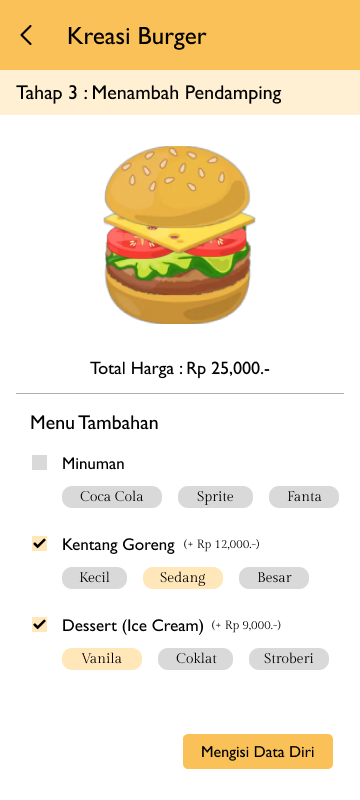 Kreasi Burger
Tahap 3 : Menambah Pendamping
Total Harga : Rp 25,000.-
Menu Tambahan
Minuman
Coca Cola Sprite Fanta
Kentang Goreng (+ Rp 12,000.-)
Kecil Sedang Besar
Dessert (Ice Cream) (+ Rp 9,000.-)
Vanila Coklat Stroberi
Mengisi Data Diri